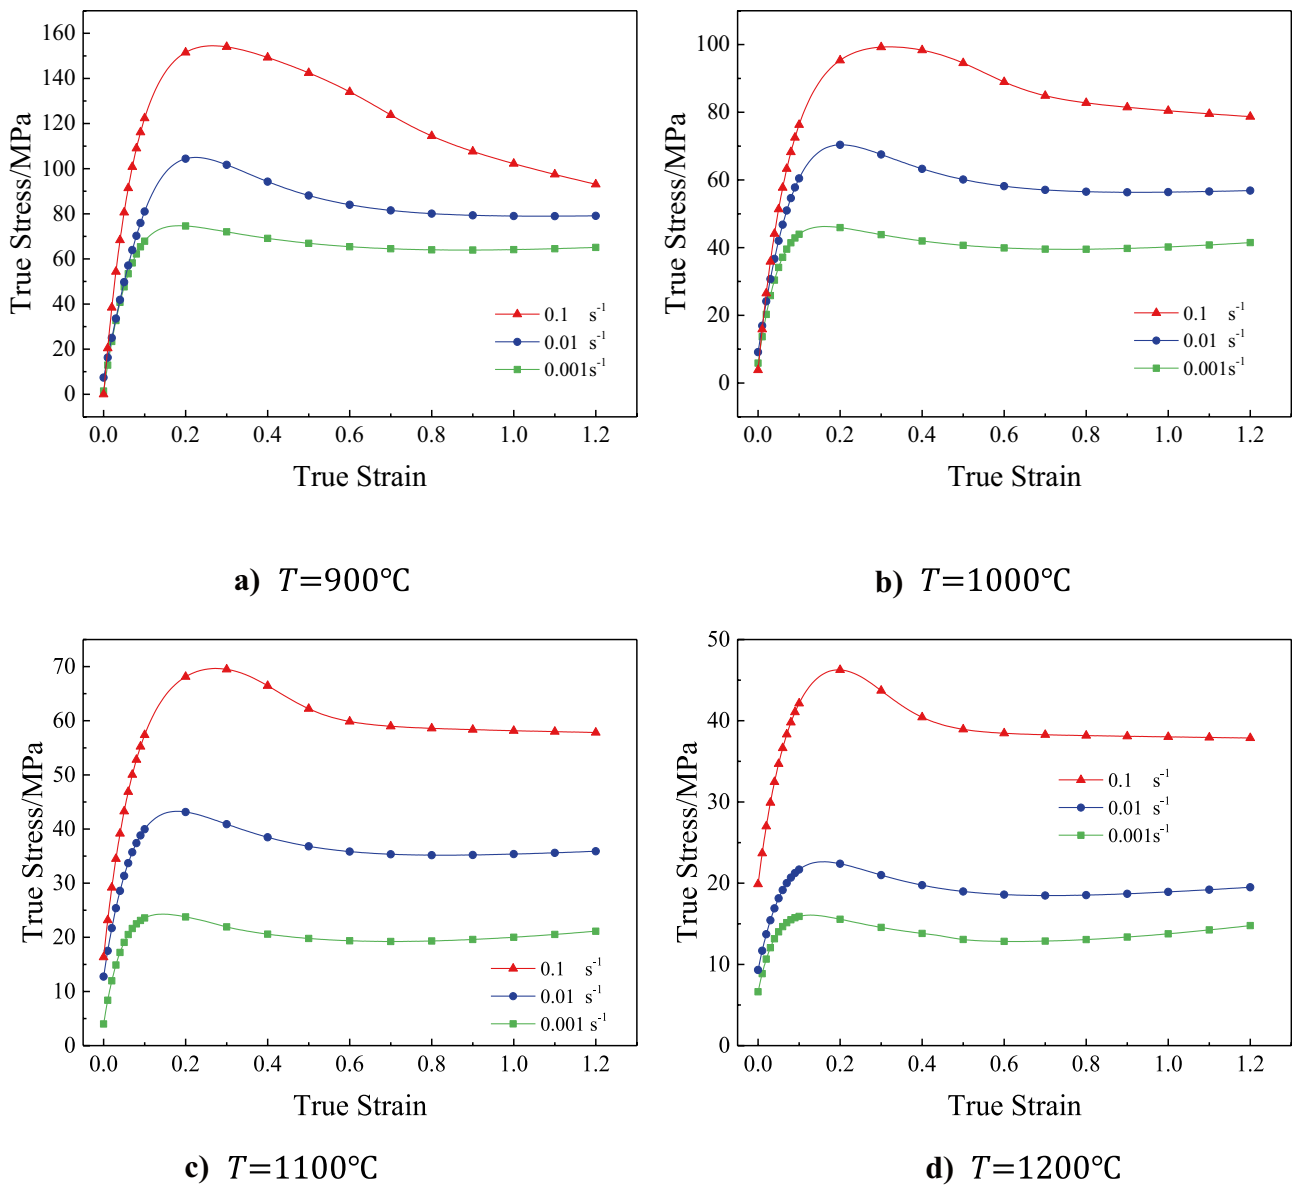 160
140
120
100
80
60
40
20
0
True Stress/MPa
0.1 s-1
0.01 s-1
0.001s-1
0.0 0.2 0.4 0.6 0.8 1.0 1.2
True Strain
a) T=900℃
100
80
60
40
20
0
True Stress/MPa
0.1 s-1
0.01 s-1
0.001s-1
0.0 0.2 0.4 0.6 0.8 1.0 1.2
True Strain
b) T=1000℃
70
60
50
40
30
20
10
0
True Stress/MPa
0.1 s-1
0.01 s-1
0.001 s-1
0.0 0.2 0.4 0.6 0.8 1.0 1.2
True Strain
c) T=1100℃
50
40
30
20
10
0
True Stress/MPa
0.1 s-1
0.01 s-1
0.001s-1
0.0 0.2 0.4 0.6 0.8 1.0 1.2
True Strain
d) T=1200℃